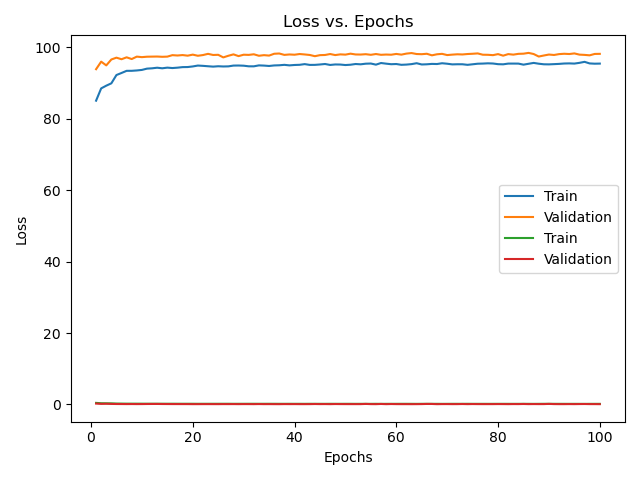 Loss vs. Epochs
100
80
60
40
20
0
Loss
Train
Validation
Train
Validation
0 20 40 60 80 100
Epochs